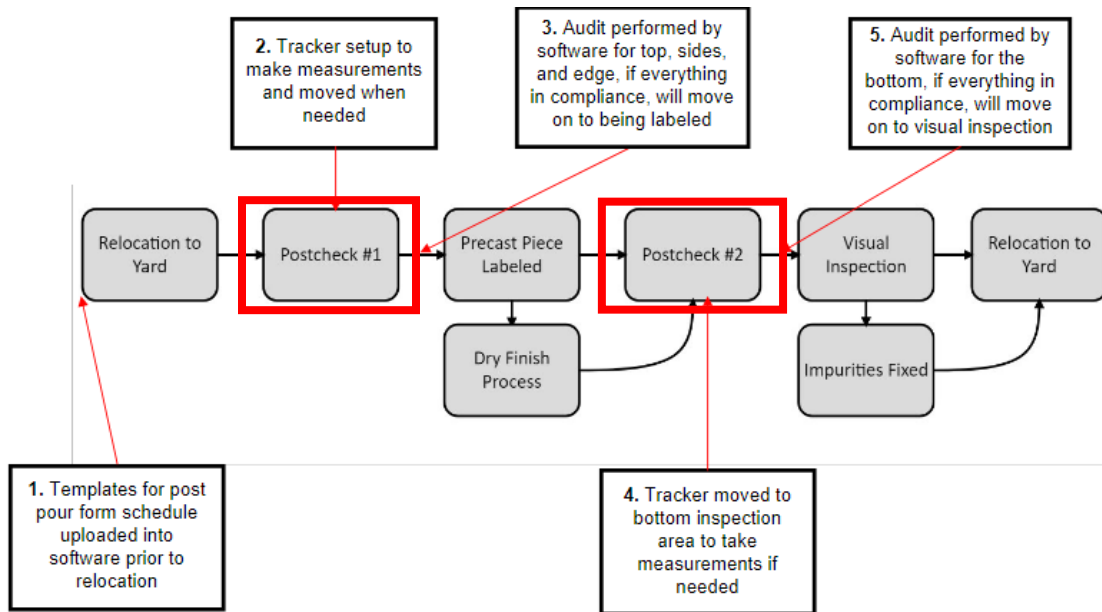 2. Tracker setup to
make measurements
and moved when
needed
3. Audit performed by
software for top, sides,
and edge, if everything
in compliance, will move
on to being labeled
5. Audit performed by
software for the
bottom, if everything
in compliance, will move
on to visual inspection
Relocation to
Yard
Postcheck #1
Precast Piece
Labeled
Postcheck #2
Visual
Inspection
Relocation to
Yard
Dry Finish
Process
Impurities Fixed
1. Templates for post
pour form schedule
uploaded into
software prior to
relocation
4. Tracker moved to
bottom inspection
area to take
measurements if
needed